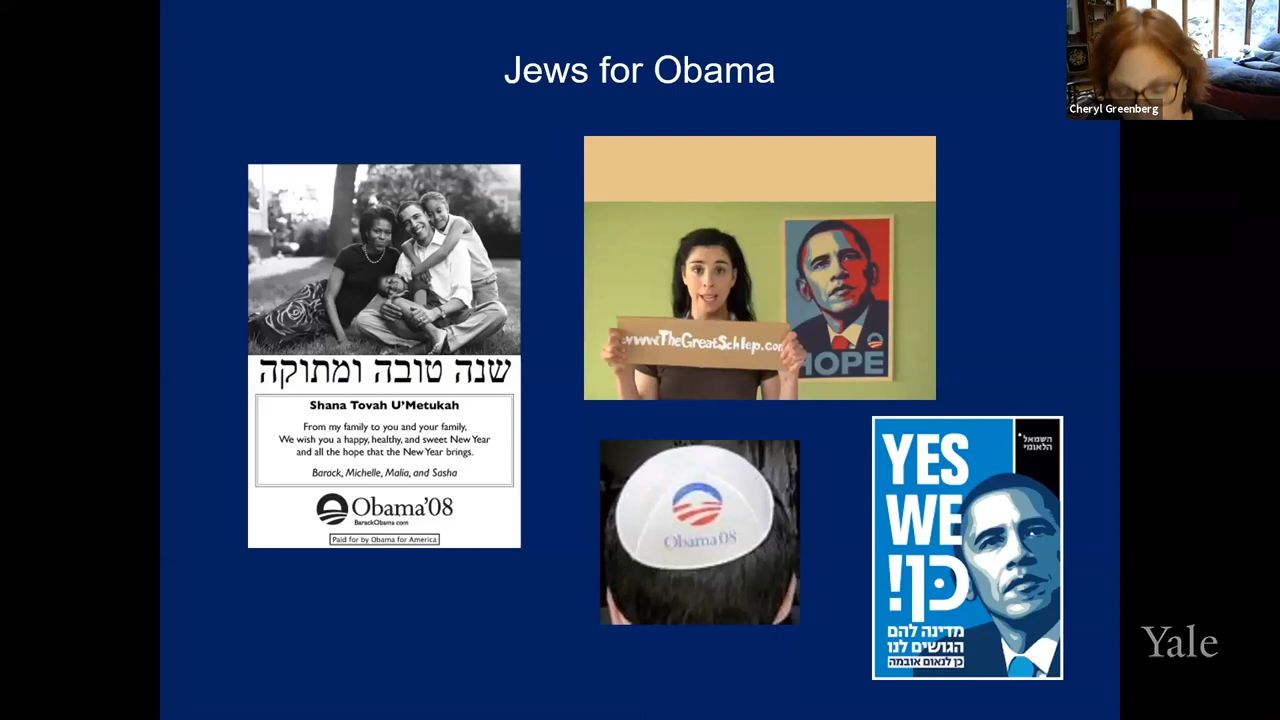 Jews for Obama
Cheryl Greenberg
שנה טובה ומתוקה
Shana Tovah U'Metukah
From my family to you and your family,
We wish you a happy, healthy, and sweet New Year
and all the hope that the New Year brings.
Barack, Michelle, Malia, and Sasha
Obama'08
BarackObama.com
Paid for by Obama for America
www.TheGreatSchlep.com
HOPE
Obama08
השמאל
הלאומי
YES
WE
כן!
מדינה להם
הגושים לנו
כן לנאום אובמה
Yale